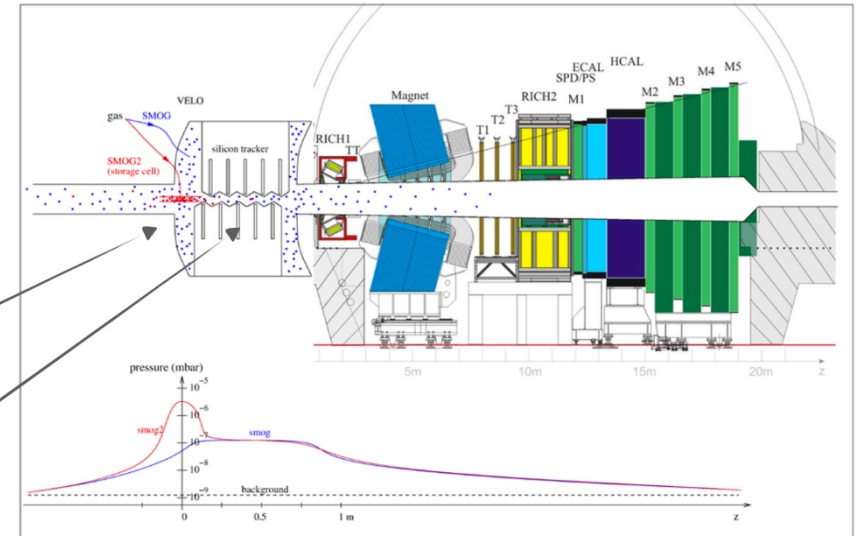 VELO
gas
SMOG
silicon tracker
SMOG2
(storage cell)
RICH1
TT
Magnet
T1
T2
T3
RICH2
SPD/PS
ECAL
HCAL
M1
M2
M3
M4
M5
5m
10m
15m
20m
z
pressure (mbar)
10⁻⁵
10⁻⁶
10⁻⁷
10⁻⁸
10⁻⁹
smog2
smog
background
0
0.5
1 m
z